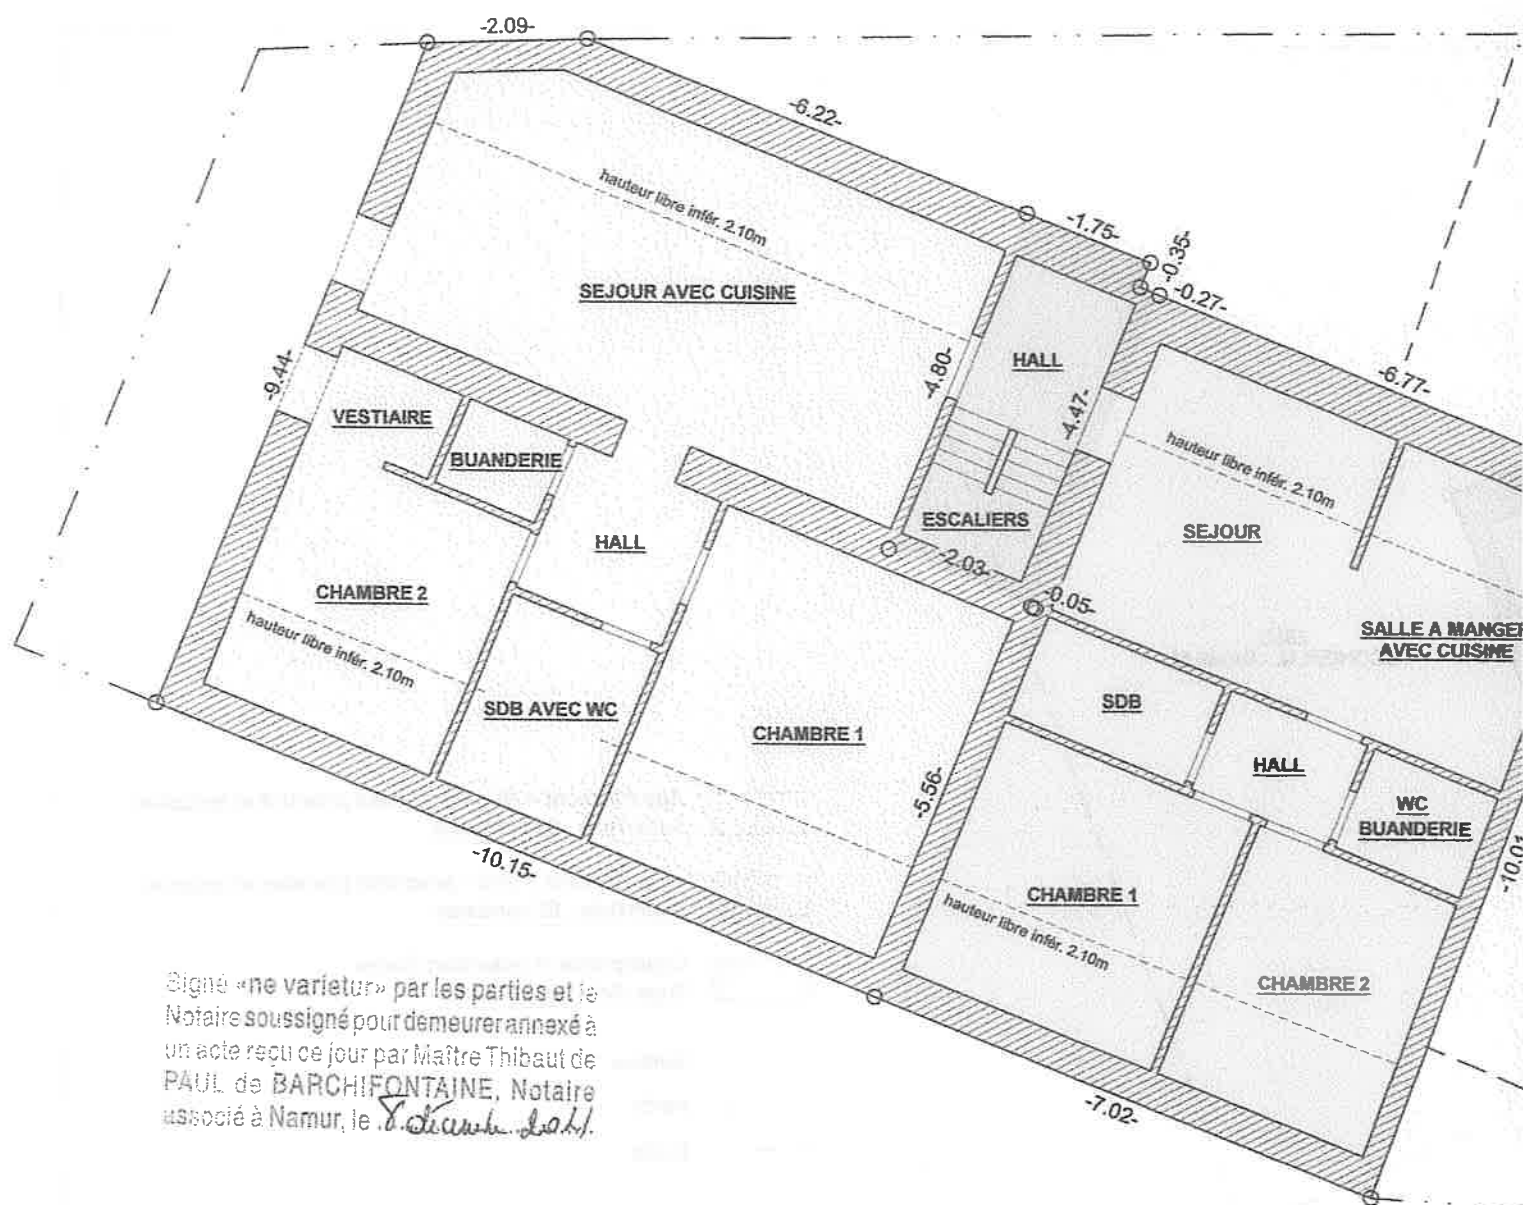 -2.09-
-6.22-
-1.75-
-0.35-
-0.27-
-6.77-
hauteur libre infér. 2.10m
SEJOUR AVEC CUISINE
HALL
-4.80-
-4.47-
-9.44-
VESTIAIRE
BUANDERIE
hauteur libre infér. 2.10m
ESCALIERS
SEJOUR
HALL
-2.03-
CHAMBRE 2
-0.05-
hauteur libre infér. 2.10m
SALLE A MANGER
AVEC CUISINE
SDB AVEC WC
SDB
CHAMBRE 1
HALL
-5.56-
WC
BUANDERIE
-10.15-
-10.01
CHAMBRE 1
hauteur libre infér. 2.10m
CHAMBRE 2
-7.02-
Signé «ne varietur» par les parties et le
Notaire soussigné pour demeurer annexé à
un acte reçu ce jour par Maître Thibaut de
PAUL de BARCHIFONTAINE, Notaire
associé à Namur, le 8 décembre